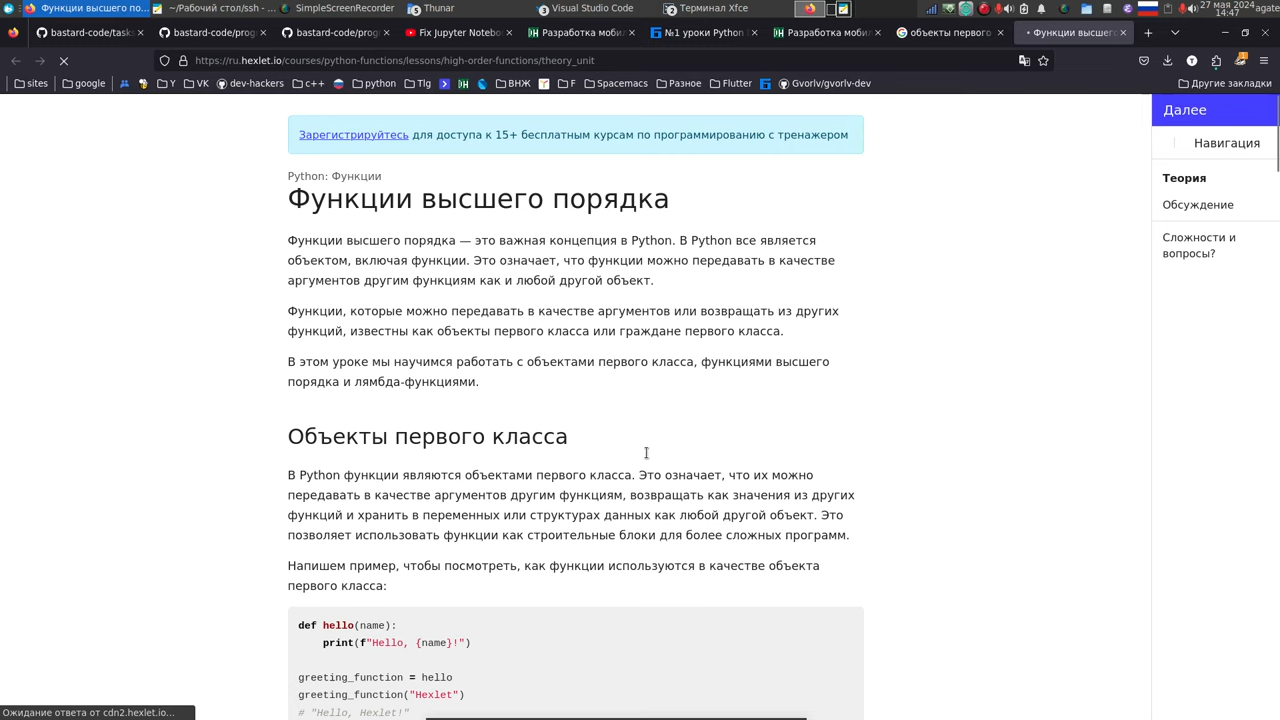 Функции высшего по...
~/Рабочий стол/ssh - ...
SimpleScreenRecorder
5 Thunar
3 Visual Studio Code
2 Терминал Xfce
27 мая 2024
14:47
agate
bastard-code/tasks
bastard-code/prog
bastard-code/prog
Fix Jupyter Notebo
Разработка мобил
№1 уроки Python
Разработка мобил
объекты первого
Функции высшег
https://ru.hexlet.io/courses/python-functions/lessons/high-order-functions/theory_unit
sites
google
Y
VK
dev-hackers
c++
python
Tlg
ВНЖ
F
Spacemacs
Разное
Flutter
Gvorlv/gvorlv-dev
Другие закладки
Зарегистрируйтесь для доступа к 15+ бесплатным курсам по программированию с тренажером
Python: Функции
Функции высшего порядка
Функции высшего порядка — это важная концепция в Python. В Python все является
объектом, включая функции. Это означает, что функции можно передавать в качестве
аргументов другим функциям как и любой другой объект.
Функции, которые можно передавать в качестве аргументов или возвращать из других
функций, известны как объекты первого класса или граждане первого класса.
В этом уроке мы научимся работать с объектами первого класса, функциями высшего
порядка и лямбда-функциями.
Объекты первого класса
В Python функции являются объектами первого класса. Это означает, что их можно
передавать в качестве аргументов другим функциям, возвращать как значения из других
функций и хранить в переменных или структурах данных как любой другой объект. Это
позволяет использовать функции как строительные блоки для более сложных программ.
Напишем пример, чтобы посмотреть, как функции используются в качестве объекта
первого класса:
def hello(name):
    print(f"Hello, {name}!")
greeting_function = hello
greeting_function("Hexlet")
# "Hello, Hexlet!"
Далее
Навигация
Теория
Обсуждение
Сложности и
вопросы?
Ожидание ответа от cdn2.hexlet.io...